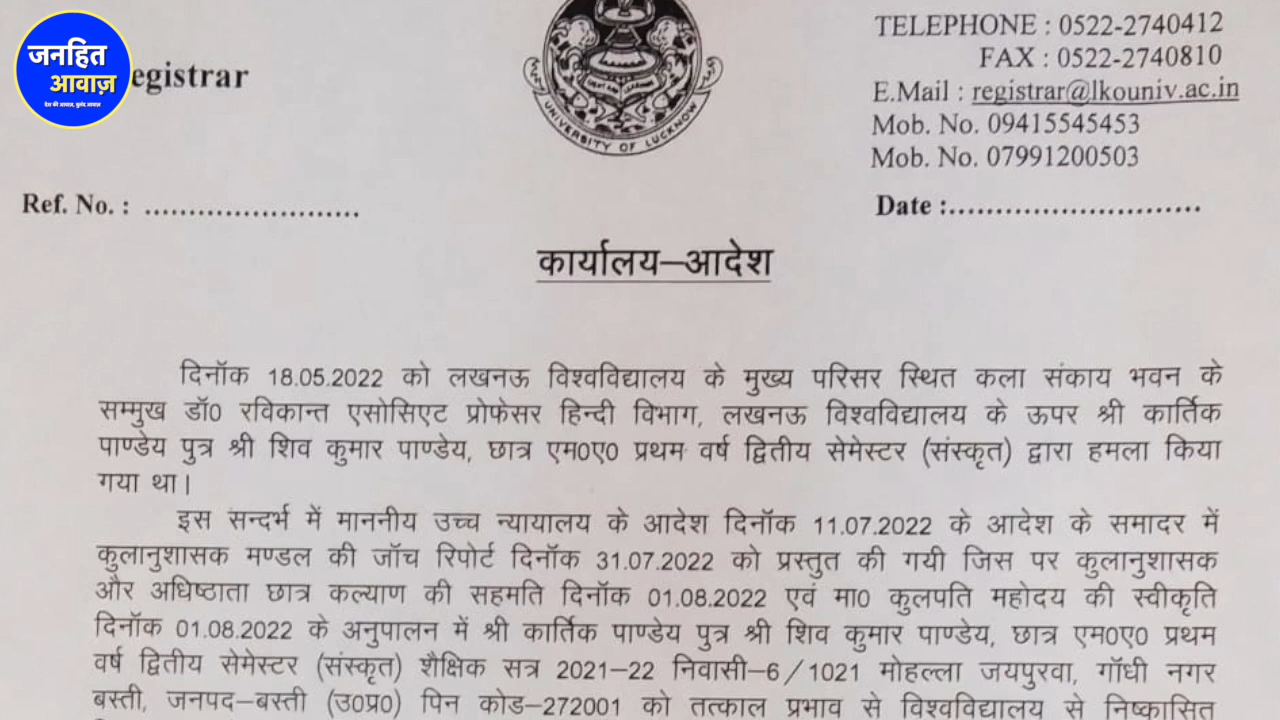 जनहित
आवाज़
देश की आवाज़, बुलंद आवाज़
egistrar
UNIVERSITY OF LUCKNOW
TELEPHONE : 0522-2740412
FAX : 0522-2740810
E.Mail : registrar@lkouniv.ac.in
Mob. No. 09415545453
Mob. No. 07991200503
Ref. No. : ........................
Date :...........................
कार्यालय–आदेश
दिनॉक 18.05.2022 को लखनऊ विश्वविद्यालय के मुख्य परिसर स्थित कला संकाय भवन के
सम्मुख डॉ0 रविकान्त एसोसिएट प्रोफेसर हिन्दी विभाग, लखनऊ विश्वविद्यालय के ऊपर श्री कार्तिक
पाण्डेय पुत्र श्री शिव कुमार पाण्डेय, छात्र एम0ए0 प्रथम वर्ष द्वितीय सेमेस्टर (संस्कृत) द्वारा हमला किया
गया था।
इस सन्दर्भ में माननीय उच्च न्यायालय के आदेश दिनॉक 11.07.2022 के आदेश के समादर में
कुलानुशासक मण्डल की जॉच रिपोर्ट दिनॉक 31.07.2022 को प्रस्तुत की गयी जिस पर कुलानुशासक
और अधिष्ठाता छात्र कल्याण की सहमति दिनॉक 01.08.2022 एवं मा0 कुलपति महोदय की स्वीकृति
दिनॉक 01.08.2022 के अनुपालन में श्री कार्तिक पाण्डेय पुत्र श्री शिव कुमार पाण्डेय, छात्र एम0ए0 प्रथम
वर्ष द्वितीय सेमेस्टर (संस्कृत) शैक्षिक सत्र 2021–22 निवासी–6/1021 मोहल्ला जयपुरवा, गॉधी नगर
बस्ती, जनपद–बस्ती (उ0प्र0) पिन कोड–272001 को तत्काल प्रभाव से विश्वविद्यालय से निष्कासित